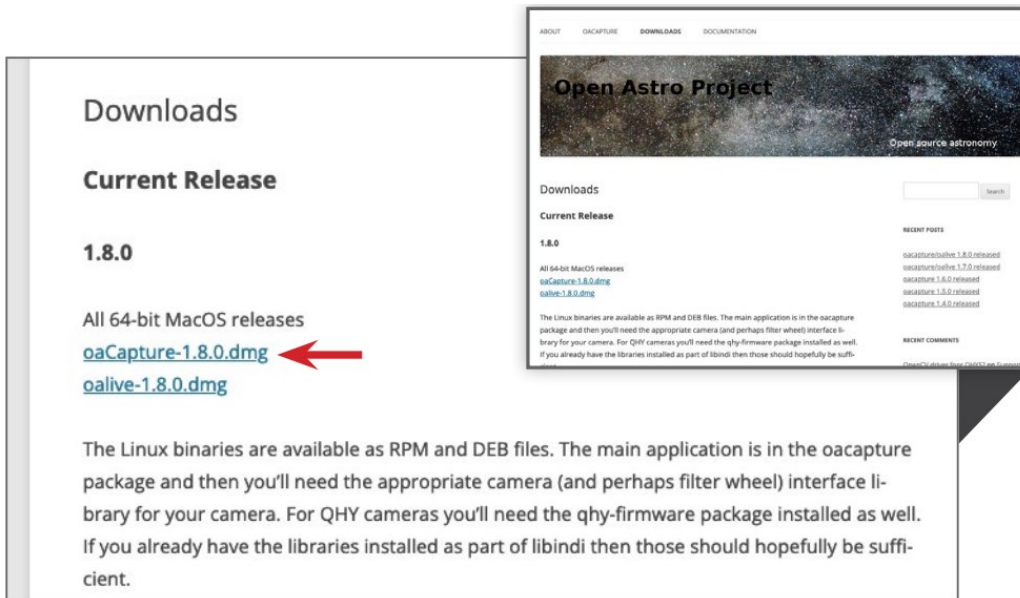 Downloads
Current Release
1.8.0
All 64-bit MacOS releases
oaCapture-1.8.0.dmg
oalive-1.8.0.dmg
The Linux binaries are available as RPM and DEB files. The main application is in the oacapture
package and then you'll need the appropriate camera (and perhaps filter wheel) interface li-
brary for your camera. For QHY cameras you'll need the qhy-firmware package installed as well.
If you already have the libraries installed as part of libindi then those should hopefully be suffi-
cient.
ABOUT OACAPTURE DOWNLOADS DOCUMENTATION
Open Astro Project
Open source astronomy
Downloads
Current Release
1.8.0
All 64-bit MacOS releases
oaCapture-1.8.0.dmg
oalive-1.8.0.dmg
The Linux binaries are available as RPM and DEB files. The main application is in the oacapture
package and then you'll need the appropriate camera (and perhaps filter wheel) interface li-
brary for your camera. For QHY cameras you'll need the qhy-firmware package installed as well.
If you already have the libraries installed as part of libindi then those should hopefully be suffi-
Search
RECENT POSTS
oacapture/oalive 1.8.0 released
oacapture/oalive 1.7.0 released
oacapture 1.6.0 released
oacapture 1.5.0 released
oacapture 1.4.0 released
RECENT COMMENTS